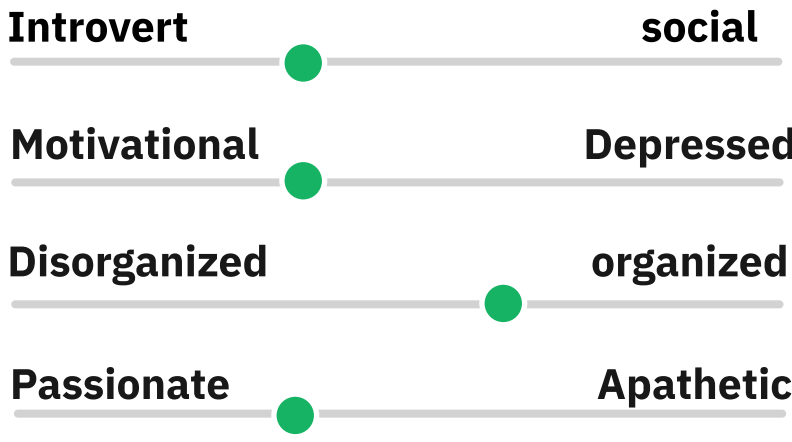 Introvert social
Motivational Depressed
Disorganized organized
Passionate Apathetic